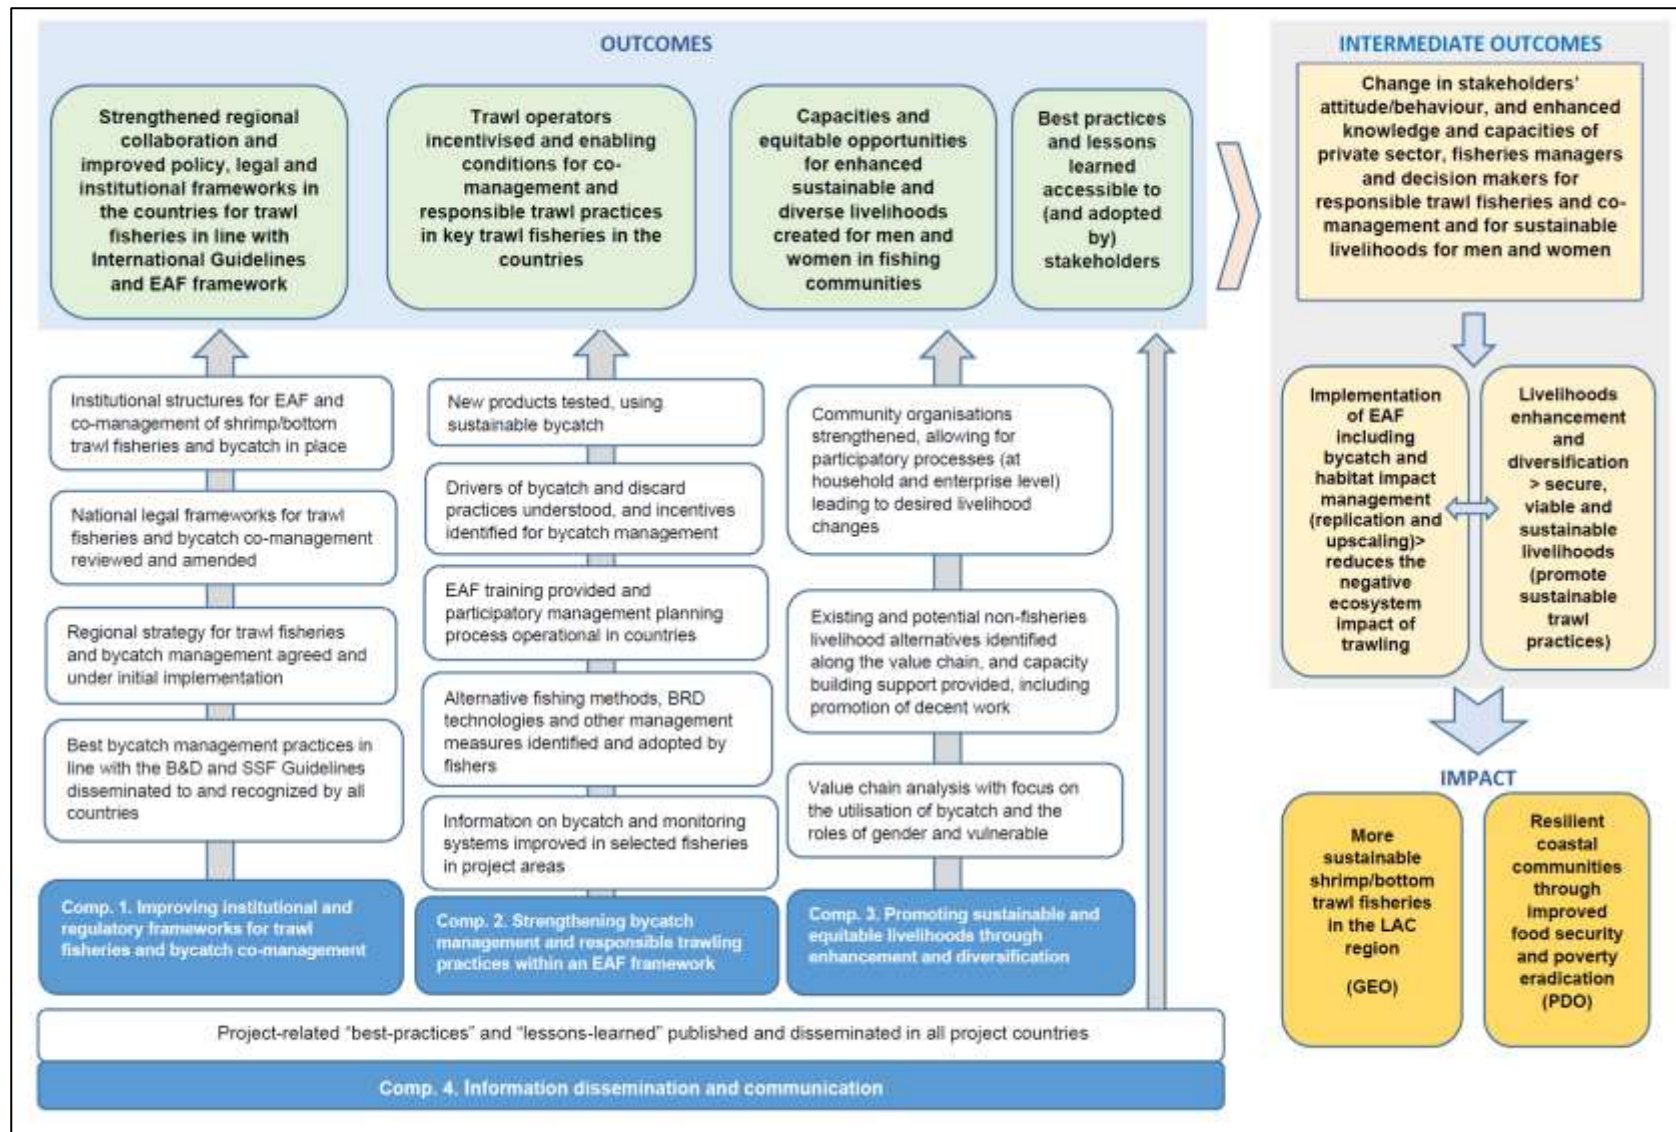 OUTCOMES
Strengthened regional
collaboration and
improved policy, legal and
institutional frameworks in
the countries for trawl
fisheries in line with
International Guidelines
and EAF framework
Trawl operators
incentivised and enabling
conditions for co-
management and
responsible trawl practices
in key trawl fisheries in the
countries
Capacities and
equitable opportunities
for enhanced
sustainable and
diverse livelihoods
created for men and
women in fishing
communities
Best practices
and lessons
learned
accessible to
(and adopted
by)
stakeholders
Institutional structures for EAF and
co-management of shrimp/bottom
trawl fisheries and bycatch in place
National legal frameworks for trawl
fisheries and bycatch co-management
reviewed and amended
Regional strategy for trawl fisheries
and bycatch management agreed and
under initial implementation
Best bycatch management practices in
line with the B&D and SSF Guidelines
disseminated to and recognized by all
countries
Comp. 1. Improving institutional and
regulatory frameworks for trawl
fisheries and bycatch co-management
New products tested, using
sustainable bycatch
Drivers of bycatch and discard
practices understood, and incentives
identified for bycatch management
EAF training provided and
participatory management planning
process operational in countries
Alternative fishing methods, BRD
technologies and other management
measures identified and adopted by
fishers
Information on bycatch and monitoring
systems improved in selected fisheries
in project areas
Comp. 2. Strengthening bycatch
management and responsible trawling
practices within an EAF framework
Community organisations
strengthened, allowing for
participatory processes (at
household and enterprise level)
leading to desired livelihood
changes
Existing and potential non-fisheries
livelihood alternatives identified
along the value chain, and capacity
building support provided, including
promotion of decent work
Value chain analysis with focus on
the utilisation of bycatch and the
roles of gender and vulnerable
Comp. 3. Promoting sustainable and
equitable livelihoods through
enhancement and diversification
Project-related “best-practices” and “lessons-learned” published and disseminated in all project countries
Comp. 4. Information dissemination and communication
INTERMEDIATE OUTCOMES
Change in stakeholders’
attitude/behaviour, and enhanced
knowledge and capacities of
private sector, fisheries managers
and decision makers for
responsible trawl fisheries and co-
management and for sustainable
livelihoods for men and women
Implementation
of EAF
including
bycatch and
habitat impact
management
(replication and
upscaling)>
reduces the
negative
ecosystem
impact of
trawling
Livelihoods
enhancement
and
diversification
> secure,
viable and
sustainable
livelihoods
(promote
sustainable
trawl
practices)
IMPACT
More
sustainable
shrimp/bottom
trawl fisheries
in the LAC
region
(GEO)
Resilient
coastal
communities
through
improved
food security
and poverty
eradication
(PDO)